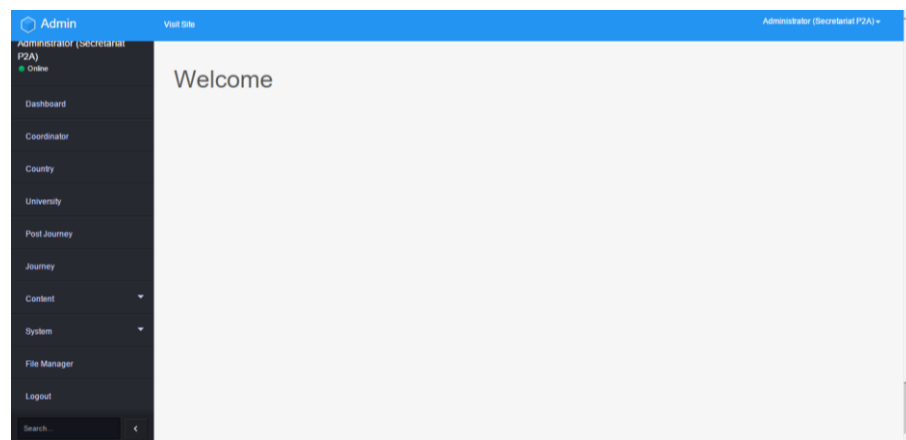 Admin
Visit Site
Administrator (Secretariat P2A)
Administrator (Secretariat
P2A)
Online
Welcome
Dashboard
Coordinator
Country
University
Post Journey
Journey
Content
System
File Manager
Logout
Search...